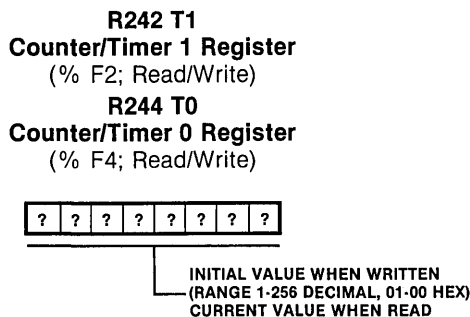 R242 T1
Counter/Timer 1 Register
(% F2; Read/Write)
R244 T0
Counter/Timer 0 Register
(% F4; Read/Write)
? ? ? ? ? ? ? ?
INITIAL VALUE WHEN WRITTEN
(RANGE 1-256 DECIMAL, 01-00 HEX)
CURRENT VALUE WHEN READ